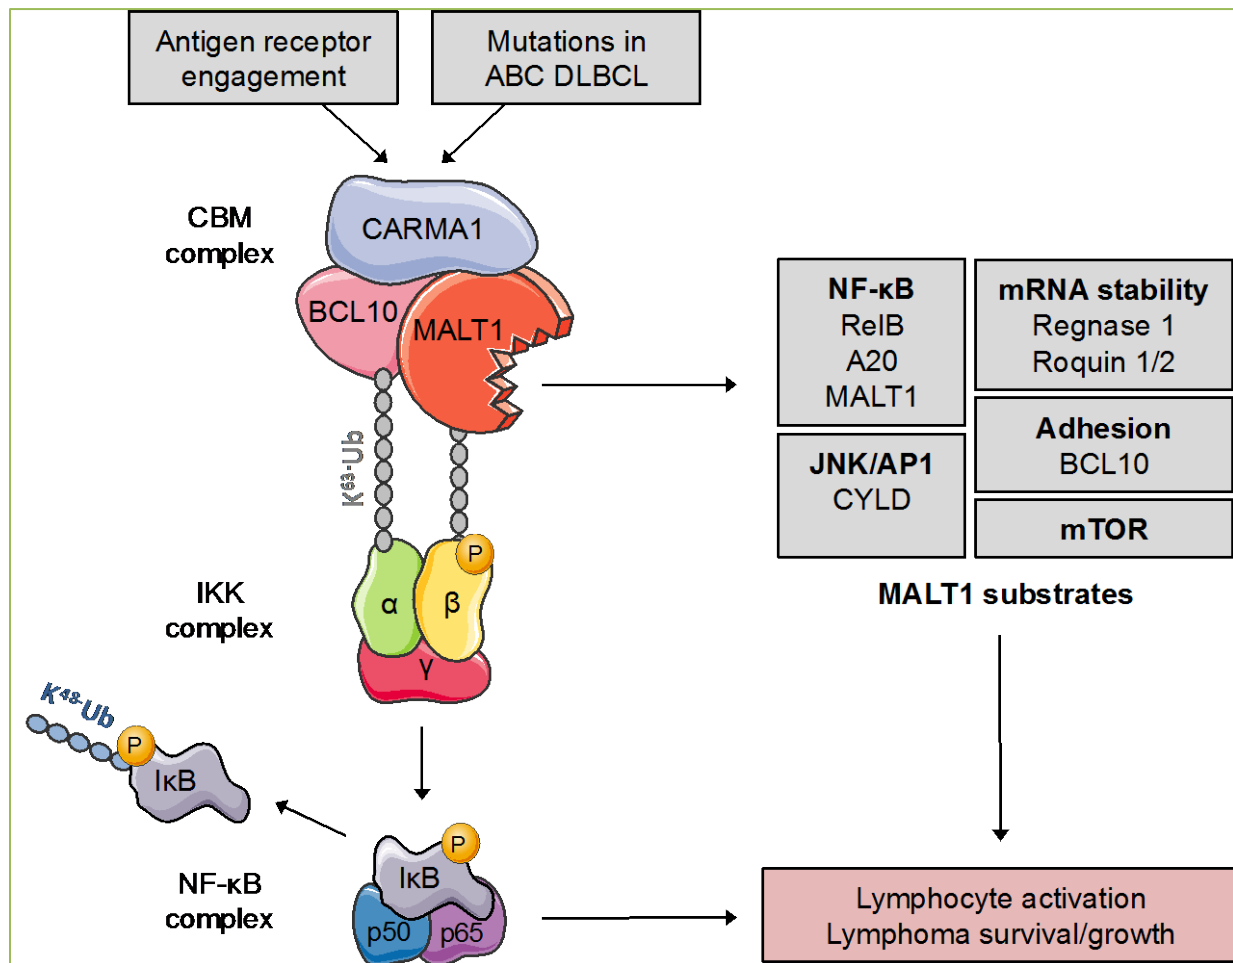 Antigen receptor
engagement
Mutations in
ABC DLBCL
CBM
complex
CARMA1
BCL10
MALT1
K⁶³-Ub
NF-κB
RelB
A20
MALT1
mRNA stability
Regnase 1
Roquin 1/2
JNK/AP1
CYLD
Adhesion
BCL10
mTOR
MALT1 substrates
IKK
complex
α
β
P
γ
K⁴⁸-Ub
P
IκB
NF-κB
complex
P
IκB
p50
p65
Lymphocyte activation
Lymphoma survival/growth